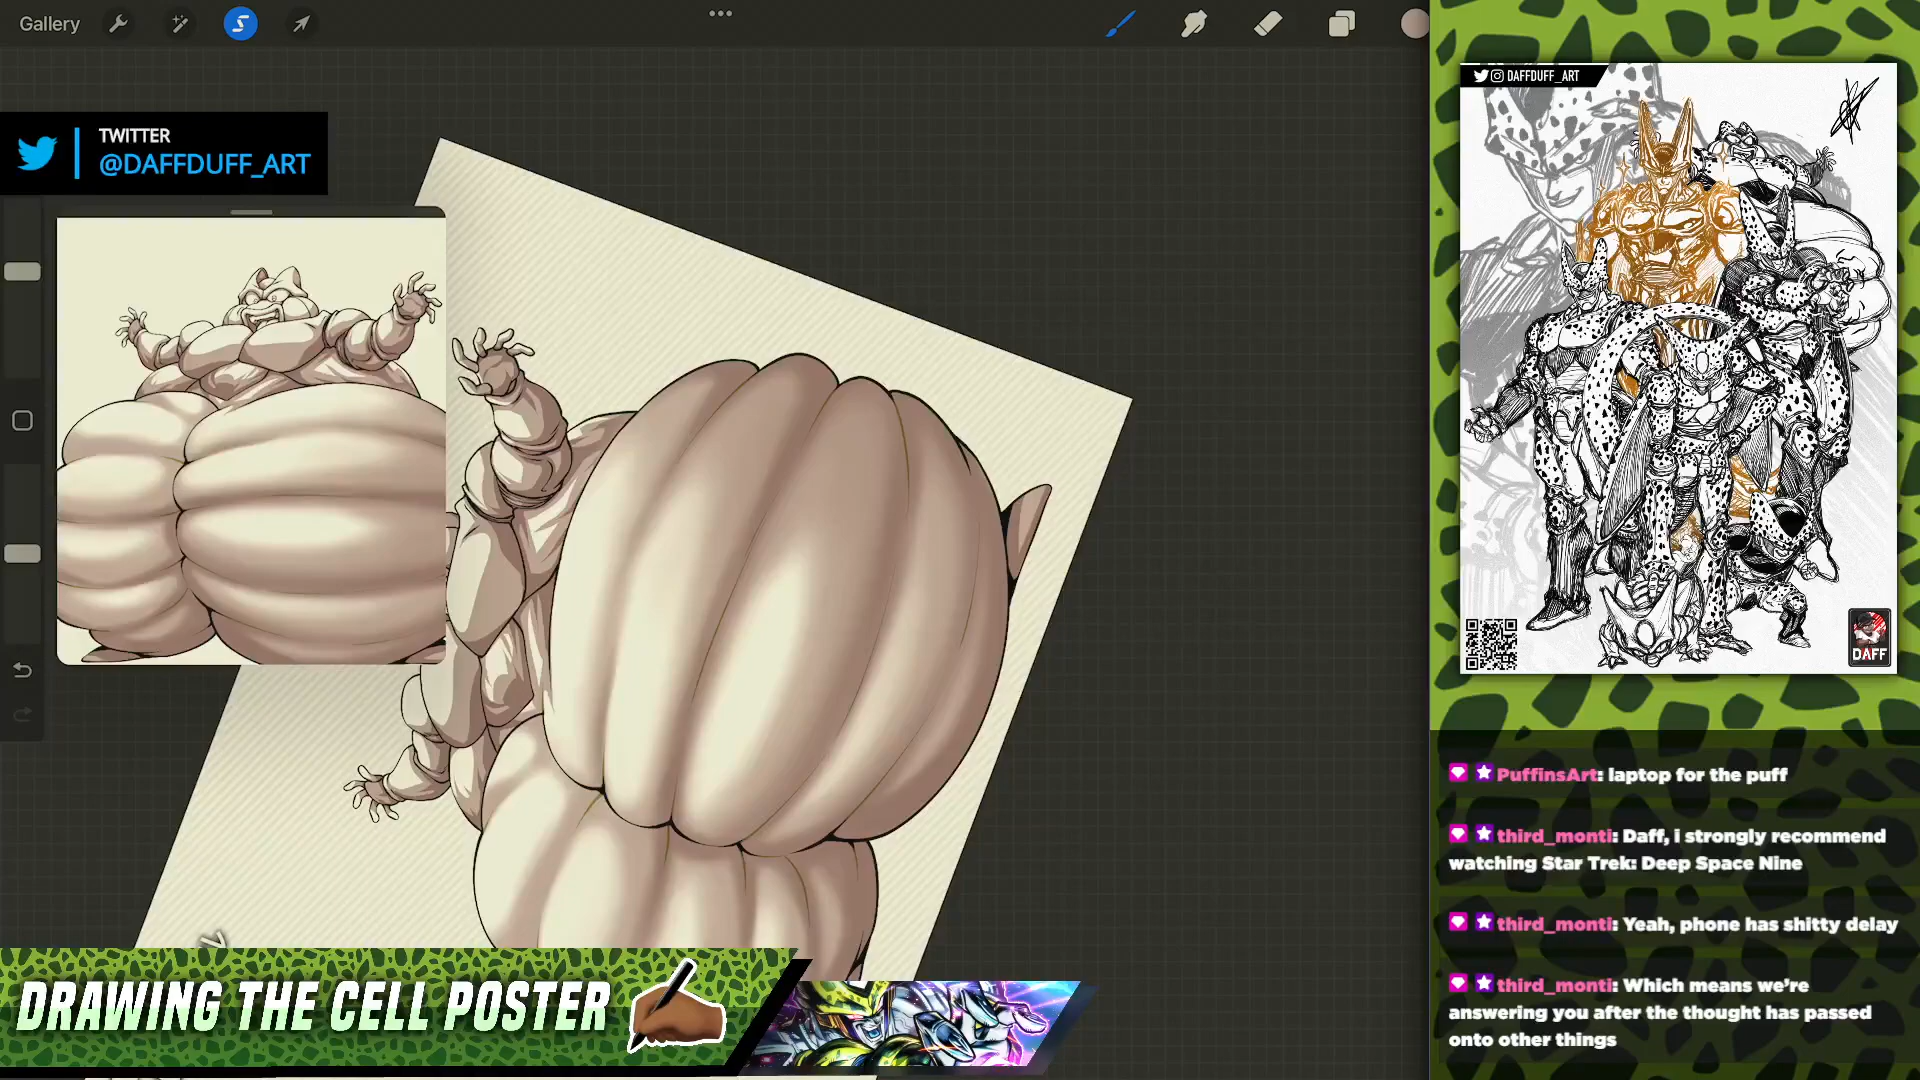 Gallery
TWITTER
@DAFFDUFF_ART
DAFFDUFF_ART
DAFF
PuffinsArt: laptop for the puff
third_monti: Daff, i strongly recommend
watching Star Trek: Deep Space Nine
third_monti: Yeah, phone has shitty delay
third_monti: Which means we're
answering you after the thought has passed
onto other things
DRAWING THE CELL POSTER